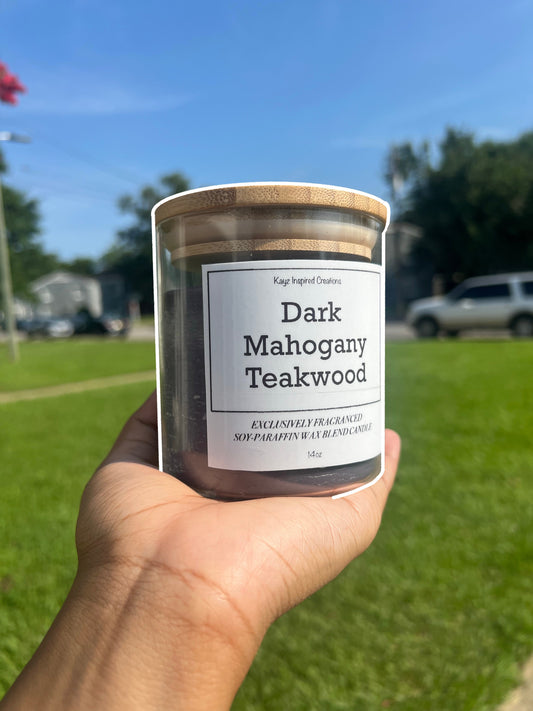 Kayz Inspired Creations
Dark
Mahogany
Teakwood
EXCLUSIVELY FRAGRANCED
SOY-PARAFFIN WAX BLEND CANDLE
14oz